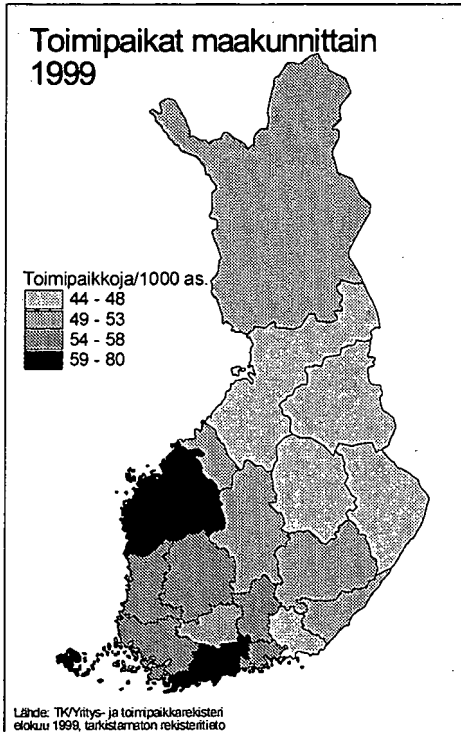 Toimipaikat maakunnittain
1999
Toimipaikkoja/1000 as.
44 - 48
49 - 53
54 - 58
59 - 80
Lähde: TK/Yritys- ja toimipaikkarekisteri
elokuu 1999, tarkistamaton rekisteritieto